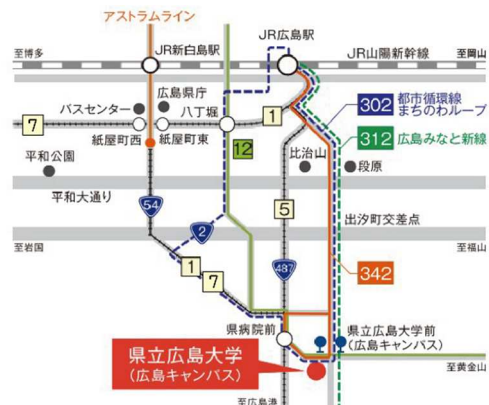 アストラムライン
JR広島駅
JR新白島駅
JR山陽新幹線
至博多
至岡山
広島県庁
バスセンター
八丁堀
1
302 都市循環線
まちのわループ
7
紙屋町西
紙屋町東
312 広島みなと新線
12
平和公園
比治山
段原
平和大通り
54
5
出汐町交差点
2
至岩国
至福山
1
7
487
342
県病院前
県立広島大学前
(広島キャンパス)
県立広島大学
(広島キャンパス)
至黄金山
至広島港